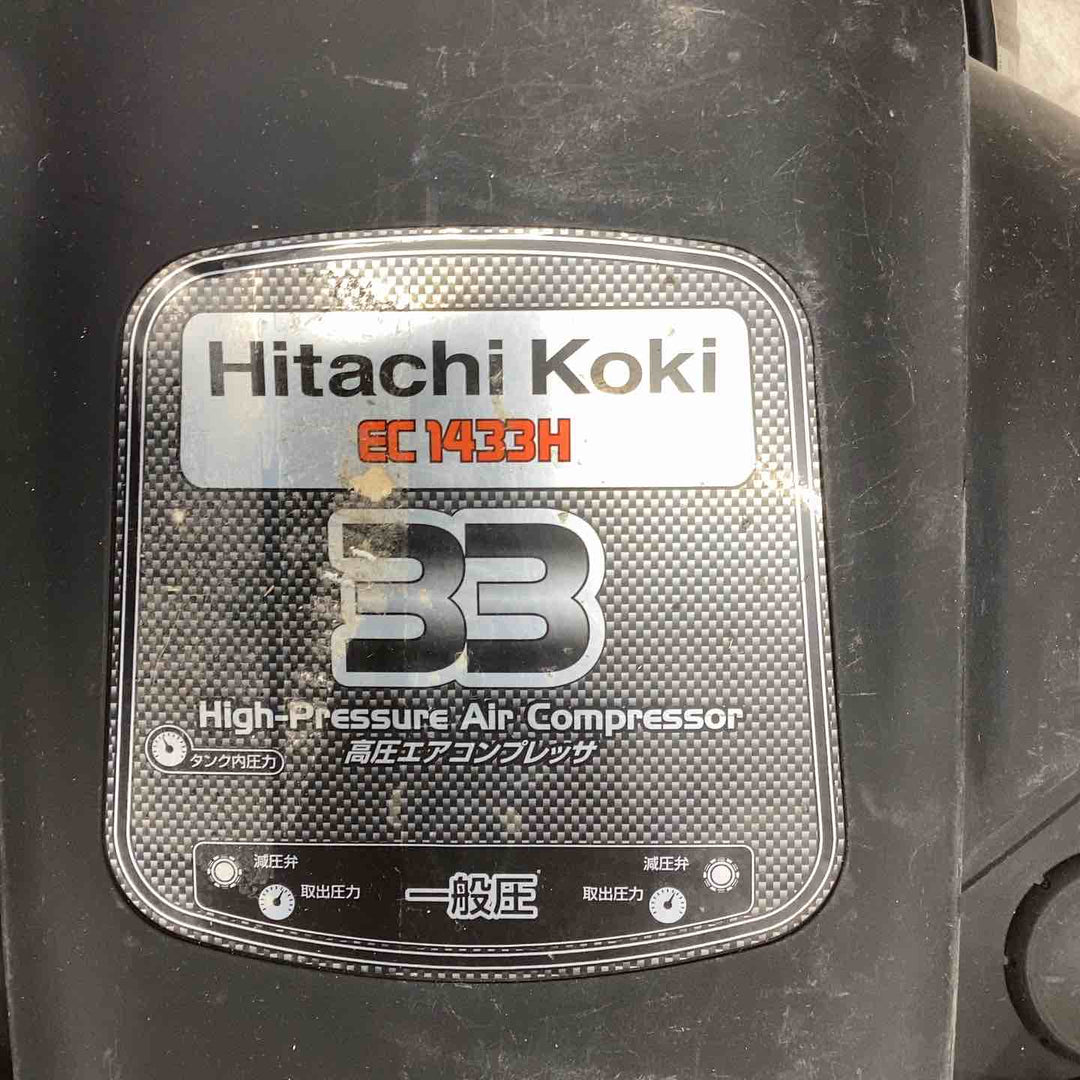 Hitachi Koki
EC 1433H
33
High-Pressure Air Compressor
高圧エアコンプレッサ
タンク内圧力
減圧弁
取出圧力
一般圧
減圧弁
取出圧力